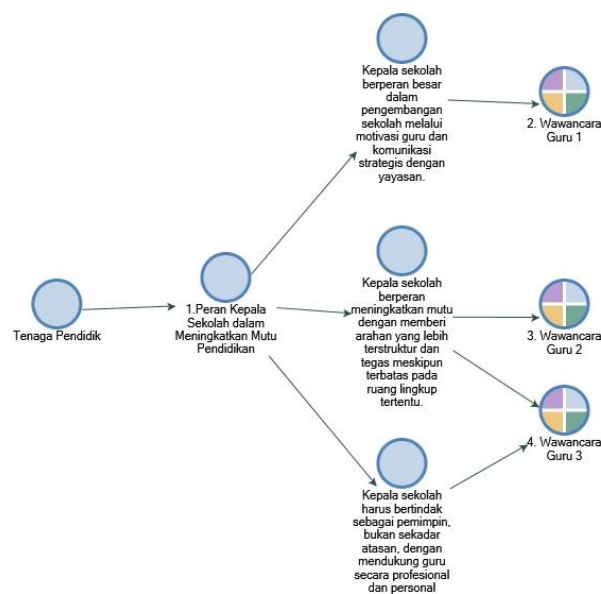 Tenaga Pendidik
1.Peran Kepala
Sekolah dalam
Meningkatkan Mutu
Pendidikan
Kepala sekolah
berperan besar
dalam
pengembangan
sekolah melalui
motivasi guru dan
komunikasi
strategis dengan
yayasan.
2. Wawancara
Guru 1
Kepala sekolah
berperan
meningkatkan mutu
dengan memberi
arahan yang lebih
terstruktur dan
tegas meskipun
terbatas pada
ruang lingkup
tertentu.
3. Wawancara
Guru 2
4. Wawancara
Guru 3
Kepala sekolah
harus bertindak
sebagai pemimpin,
bukan sekadar
atasan, dengan
mendukung guru
secara profesional
dan personal